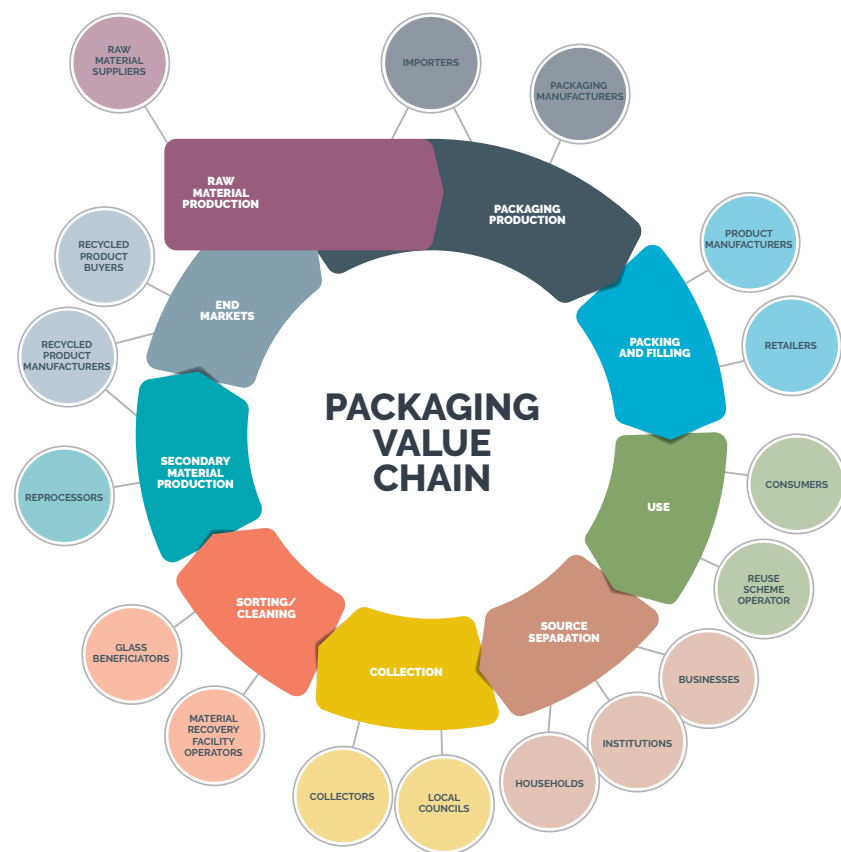 RAW
MATERIAL
SUPPLIERS
IMPORTERS
PACKAGING
MANUFACTURERS
RAW
MATERIAL
PRODUCTION
PACKAGING
PRODUCTION
PRODUCT
MANUFACTURERS
RECYCLED
PRODUCT
BUYERS
END
MARKETS
PACKING
AND FILLING
RETAILERS
RECYCLED
PRODUCT
MANUFACTURERS
PACKAGING
VALUE
CHAIN
SECONDARY
MATERIAL
PRODUCTION
REPROCESSORS
USE
CONSUMERS
REUSE
SCHEME
OPERATOR
SORTING/
CLEANING
SOURCE
SEPARATION
GLASS
BENEFICIATORS
COLLECTION
BUSINESSES
MATERIAL
RECOVERY
FACILITY
OPERATORS
INSTITUTIONS
HOUSEHOLDS
COLLECTORS
LOCAL
COUNCILS